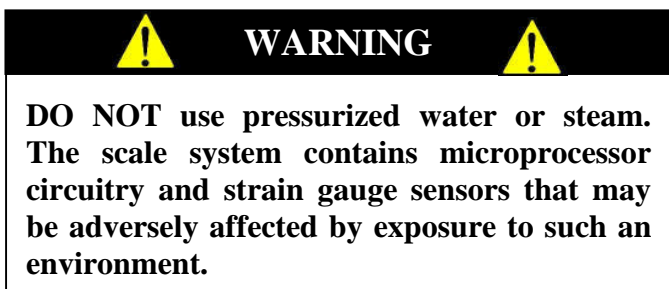 WARNING
DO NOT use pressurized water or steam.
The scale system contains microprocessor
circuitry and strain gauge sensors that may
be adversely affected by exposure to such an
environment.